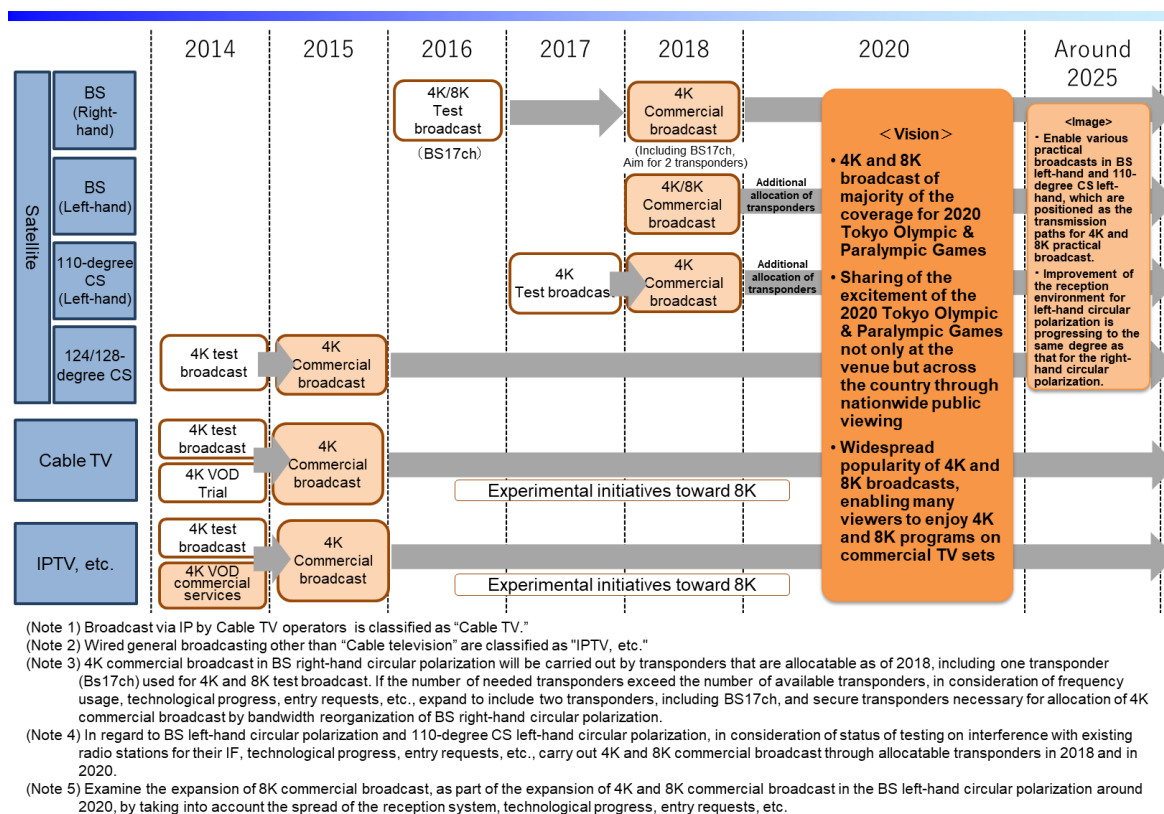 2014
2015
2016
2017
2018
2020
Around
2025
Satellite
BS
(Right-
hand)
4K/8K
Test
broadcast
(BS17ch)
4K
Commercial
broadcast
(Including BS17ch,
Aim for 2 transponders)
BS
(Left-hand)
4K/8K
Commercial
broadcast
Additional
allocation of
transponders
110-degree
CS
(Left-hand)
4K
Test broadcast
4K
Commercial
broadcast
Additional
allocation of
transponders
124/128-
degree CS
4K test
broadcast
4K
Commercial
broadcast
Cable TV
4K test
broadcast
4K VOD
Trial
4K
Commercial
broadcast
Experimental initiatives toward 8K
IPTV, etc.
4K test
broadcast
4K VOD
commercial
services
4K
Commercial
broadcast
Experimental initiatives toward 8K
＜Vision＞
• 4K and 8K
broadcast of
majority of the
coverage for 2020
Tokyo Olympic &
Paralympic Games
• Sharing of the
excitement of the
2020 Tokyo Olympic
& Paralympic Games
not only at the
venue but across
the country through
nationwide public
viewing
• Widespread
popularity of 4K and
8K broadcasts,
enabling many
viewers to enjoy 4K
and 8K programs on
commercial TV sets
<Image>
・Enable various
practical
broadcasts in BS
left-hand and 110-
degree CS left-
hand, which are
positioned as the
transmission
paths for 4K and
8K practical
broadcast.
・Improvement of
the reception
environment for
left-hand circular
polarization is
progressing to the
same degree as
that for the right-
hand circular
polarization.
(Note 1) Broadcast via IP by Cable TV operators is classified as “Cable TV.”
(Note 2) Wired general broadcasting other than “Cable television” are classified as "IPTV, etc."
(Note 3) 4K commercial broadcast in BS right-hand circular polarization will be carried out by transponders that are allocatable as of 2018, including one transponder
(Bs17ch) used for 4K and 8K test broadcast. If the number of needed transponders exceed the number of available transponders, in consideration of frequency
usage, technological progress, entry requests, etc., expand to include two transponders, including BS17ch, and secure transponders necessary for allocation of 4K
commercial broadcast by bandwidth reorganization of BS right-hand circular polarization.
(Note 4) In regard to BS left-hand circular polarization and 110-degree CS left-hand circular polarization, in consideration of status of testing on interference with existing
radio stations for their IF, technological progress, entry requests, etc., carry out 4K and 8K commercial broadcast through allocatable transponders in 2018 and in
2020.
(Note 5) Examine the expansion of 8K commercial broadcast, as part of the expansion of 4K and 8K commercial broadcast in the BS left-hand circular polarization around
2020, by taking into account the spread of the reception system, technological progress, entry requests, etc.